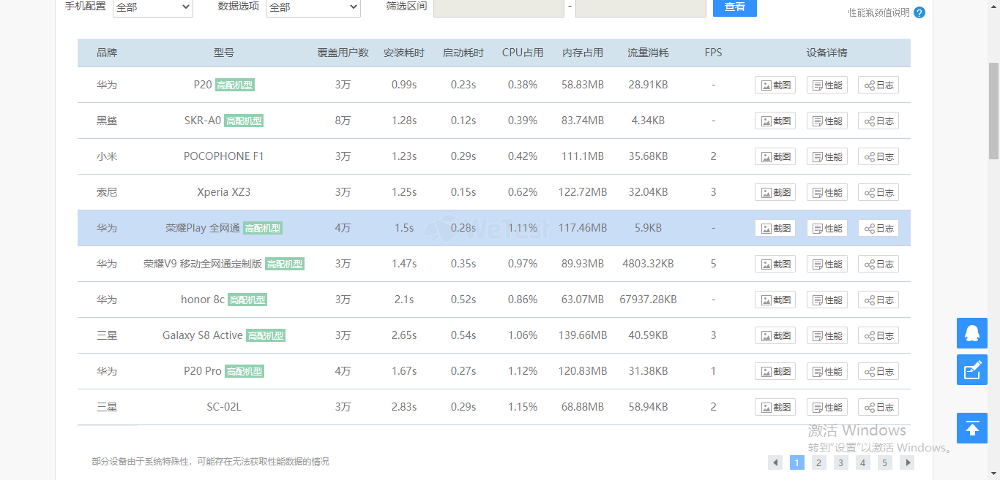 手机配置 全部 数据选项 全部 筛选区间 - 查看
性能瓶颈值说明 ?
品牌 型号 覆盖用户数 安装耗时 启动耗时 CPU占用 内存占用 流量消耗 FPS 设备详情
华为 P20 高配机型 3万 0.99s 0.23s 0.38% 58.83MB 28.91KB - 截图 性能 日志
黑鲨 SKR-A0 高配机型 8万 1.28s 0.12s 0.39% 83.74MB 4.34KB - 截图 性能 日志
小米 POCOPHONE F1 3万 1.23s 0.29s 0.42% 111.1MB 35.68KB 2 截图 性能 日志
索尼 Xperia XZ3 3万 1.25s 0.15s 0.62% 122.72MB 32.04KB 3 截图 性能 日志
华为 荣耀Play 全网通 高配机型 4万 1.5s 0.28s 1.11% 117.46MB 5.9KB - 截图 性能 日志
WeTest
华为 荣耀V9 移动全网通定制版 高配机型 3万 1.47s 0.35s 0.97% 89.93MB 4803.32KB 5 截图 性能 日志
华为 honor 8c 高配机型 3万 2.1s 0.52s 0.86% 63.07MB 67937.28KB - 截图 性能 日志
三星 Galaxy S8 Active 高配机型 3万 2.65s 0.54s 1.06% 139.66MB 40.59KB 3 截图 性能 日志
华为 P20 Pro 高配机型 4万 1.67s 0.27s 1.12% 120.83MB 31.38KB 1 截图 性能 日志
三星 SC-02L 3万 2.83s 0.29s 1.15% 68.88MB 58.94KB 2 截图 性能 日志
激活 Windows
转到"设置"以激活 Windows。
部分设备由于系统特殊性，可能存在无法获取性能数据的情况
1 2 3 4 5